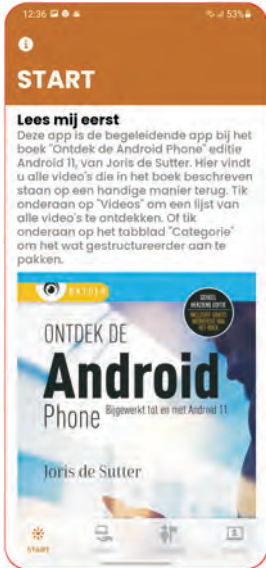 12:36 53%
START
Lees mij eerst
Deze app is de begeleidende app bij het
boek "Ontdek de Android Phone" editie
Android 11, van Joris de Sutter. Hier vindt
u alle video's die in het boek beschreven
staan op een handige manier terug. Tik
onderaan op "Videos" om een lijst van
alle video's te ontdekken. Of tik
onderaan op het tabblad "Categorie"
om het wat gestructureerder aan te
pakken.
ONTDEK
GEHEEL
HERZIENE EDITIE
ONTDEK DE
Android
Phone Bijgewerkt tot en met Android 11
Joris de Sutter
START